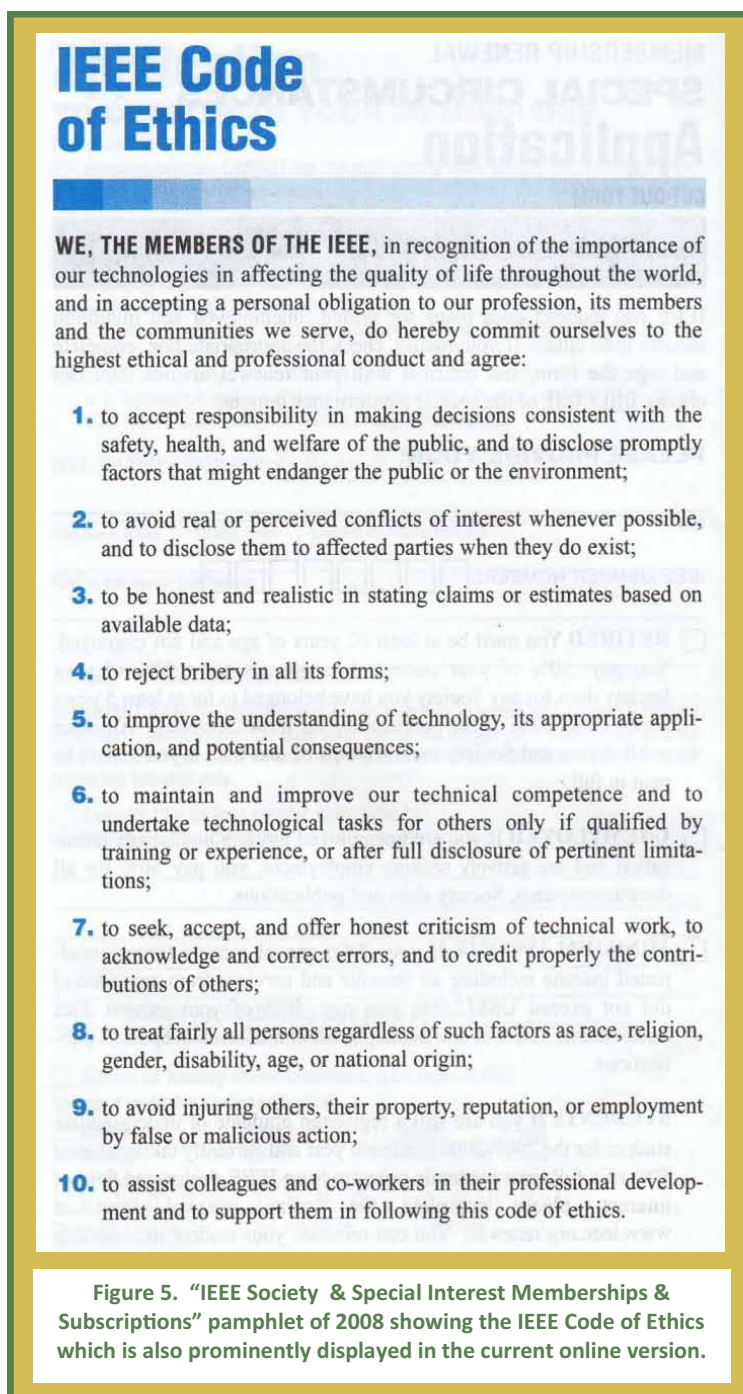 IEEE Code
of Ethics
WE, THE MEMBERS OF THE IEEE, in recognition of the importance of
our technologies in affecting the quality of life throughout the world,
and in accepting a personal obligation to our profession, its members
and the communities we serve, do hereby commit ourselves to the
highest ethical and professional conduct and agree:
1. to accept responsibility in making decisions consistent with the
safety, health, and welfare of the public, and to disclose promptly
factors that might endanger the public or the environment;
2. to avoid real or perceived conflicts of interest whenever possible,
and to disclose them to affected parties when they do exist;
3. to be honest and realistic in stating claims or estimates based on
available data;
4. to reject bribery in all its forms;
5. to improve the understanding of technology, its appropriate appli-
cation, and potential consequences;
6. to maintain and improve our technical competence and to
undertake technological tasks for others only if qualified by
training or experience, or after full disclosure of pertinent limita-
tions;
7. to seek, accept, and offer honest criticism of technical work, to
acknowledge and correct errors, and to credit properly the contri-
butions of others;
8. to treat fairly all persons regardless of such factors as race, religion,
gender, disability, age, or national origin;
9. to avoid injuring others, their property, reputation, or employment
by false or malicious action;
10. to assist colleagues and co-workers in their professional develop-
ment and to support them in following this code of ethics.
Figure 5. “IEEE Society & Special Interest Memberships &
Subscriptions” pamphlet of 2008 showing the IEEE Code of Ethics
which is also prominently displayed in the current online version.